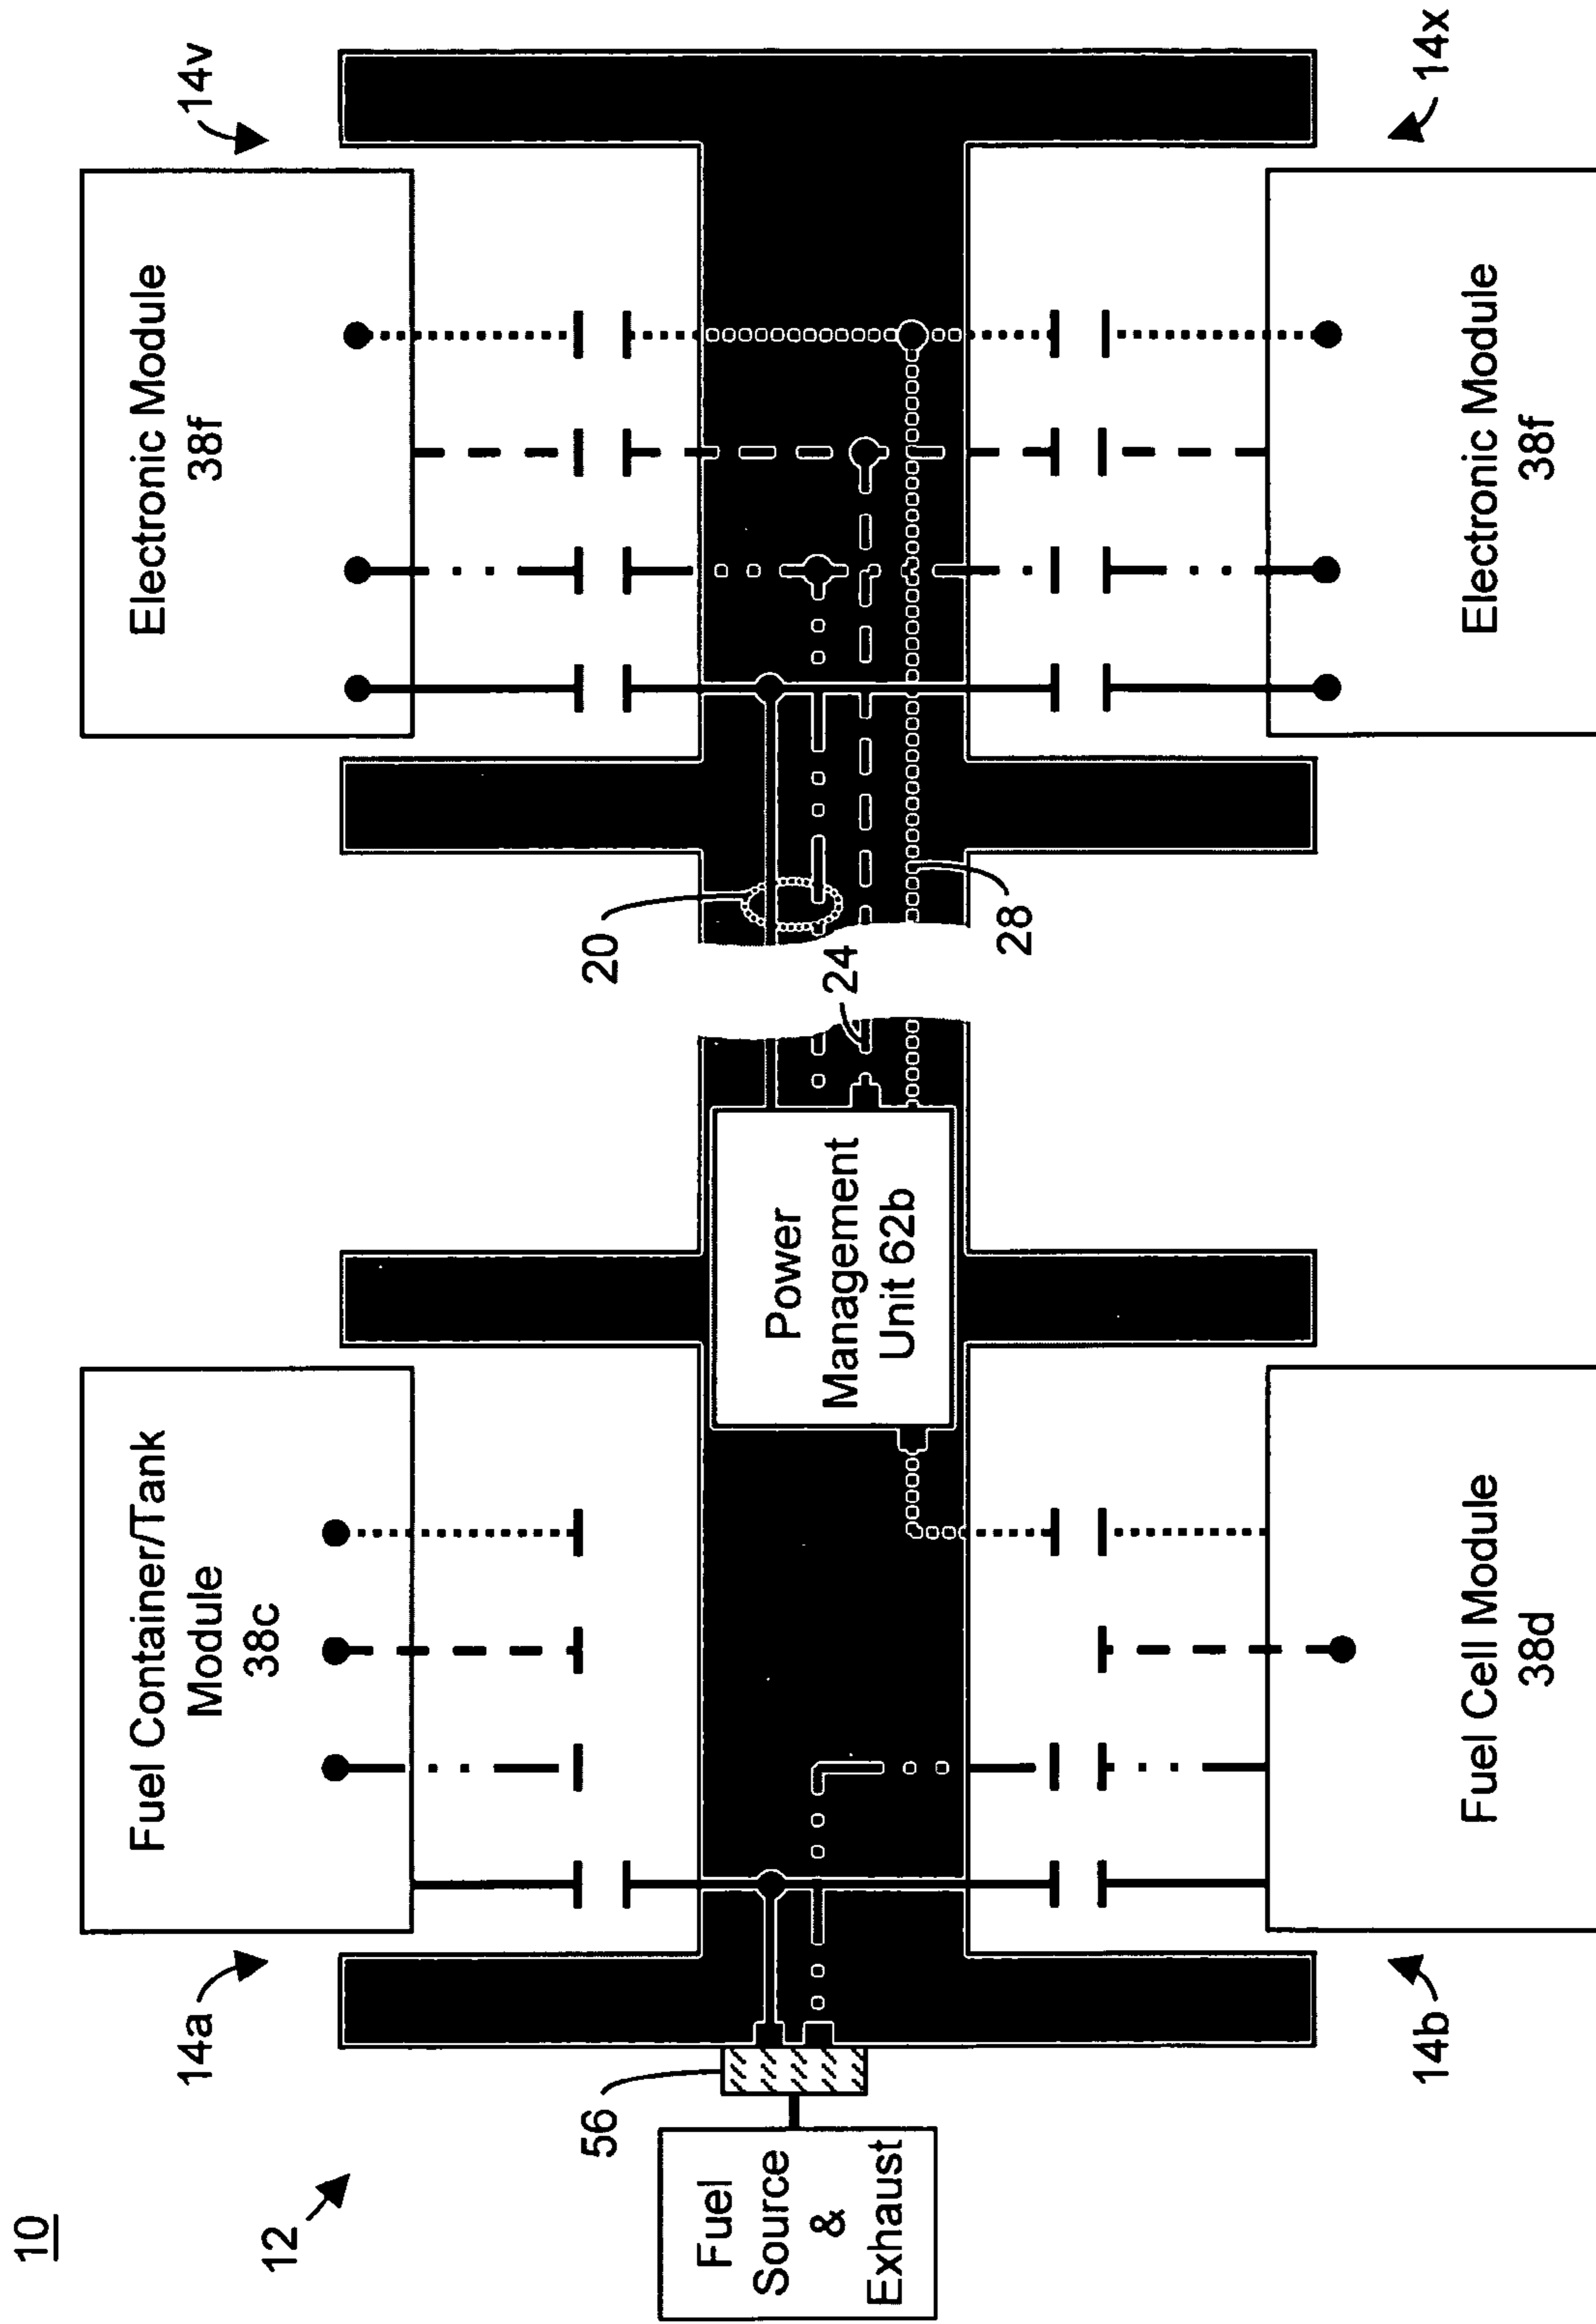 10
12
14a
Fuel Container/Tank
Module
38c
14v
Electronic Module
38f
56
20
24
28
Fuel
Source
&
Exhaust
Power
Management
Unit 62b
14b
Fuel Cell Module
38d
14x
Electronic Module
38f